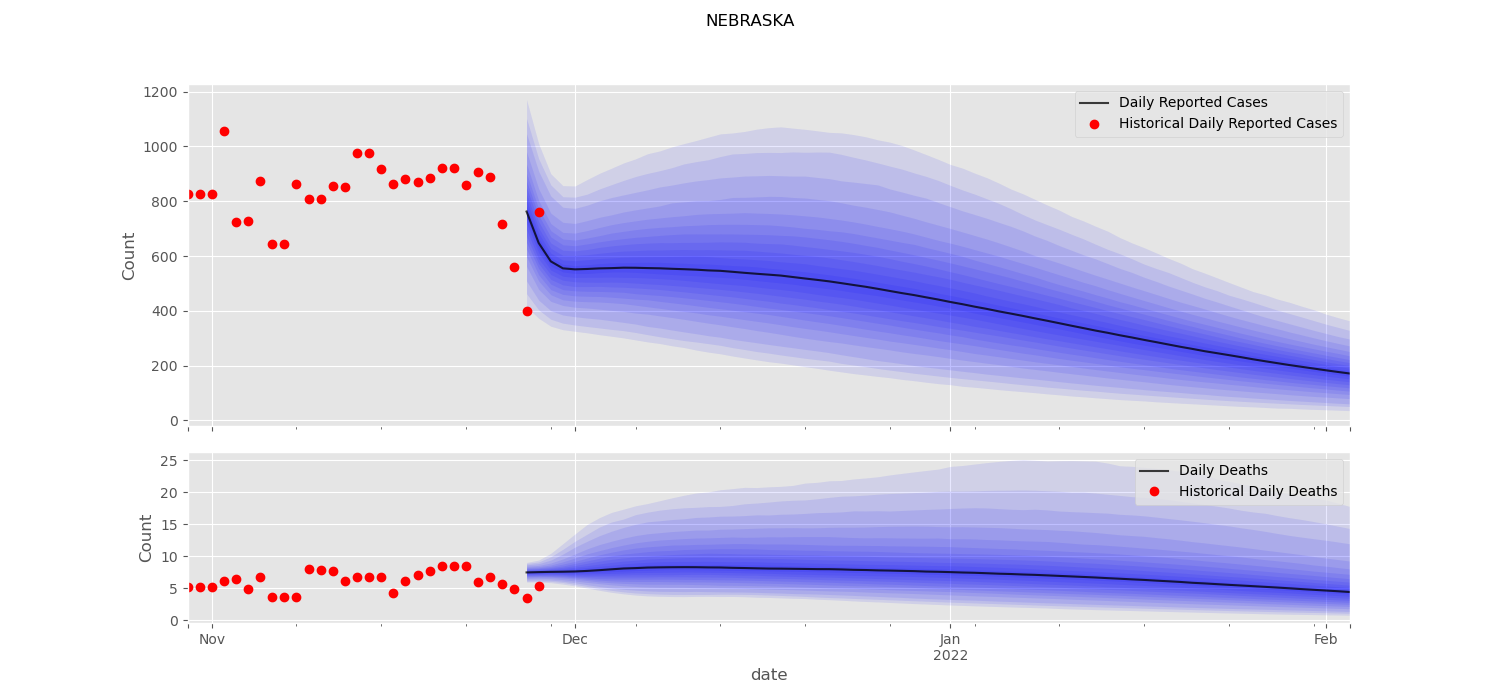 NEBRASKA
1200
1000
800
600
400
200
0
Count
Daily Reported Cases
Historical Daily Reported Cases
25
20
15
10
5
0
Count
Daily Deaths
Historical Daily Deaths
Nov
Dec
Jan
2022
Feb
date